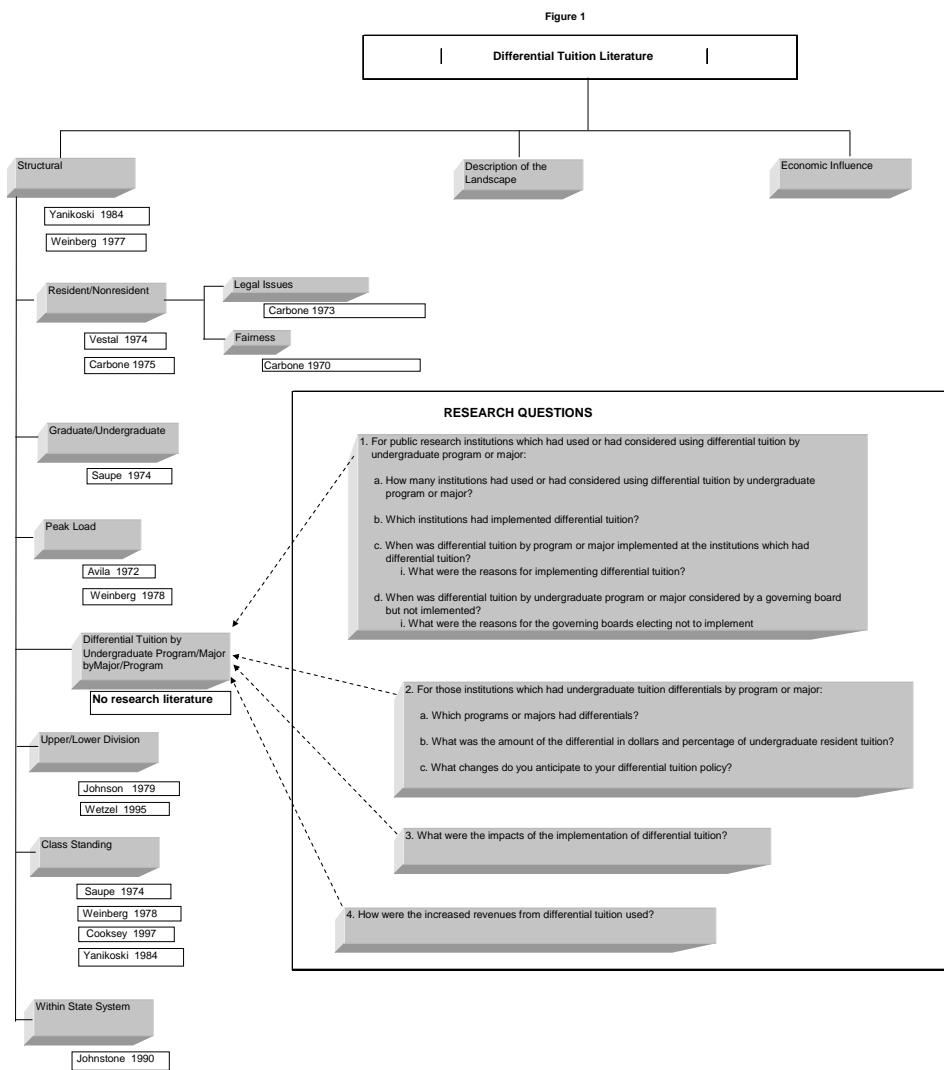 Figure 1
Differential Tuition Literature
Structural
Description of the
Landscape
Economic Influence
Yanikoski 1984
Weinberg 1977
Resident/Nonresident
Legal Issues
Carbone 1973
Vestal 1974
Fairness
Carbone 1975
Carbone 1970
Graduate/Undergraduate
Saupe 1974
Peak Load
Avila 1972
Weinberg 1978
Differential Tuition by
Undergraduate Program/Major
byMajor/Program
No research literature
Upper/Lower Division
Johnson 1979
Wetzel 1995
Class Standing
Saupe 1974
Weinberg 1978
Cooksey 1997
Yanikoski 1984
Within State System
Johnstone 1990
RESEARCH QUESTIONS
1. For public research institutions which had used or had considered using differential tuition by
undergraduate program or major:
a. How many institutions had used or had considered using differential tuition by undergraduate
program or major?
b. Which institutions had implemented differential tuition?
c. When was differential tuition by program or major implemented at the institutions which had
differential tuition?
i. What were the reasons for implementing differential tuition?
d. When was differential tuition by undergraduate program or major considered by a governing board
but not imlemented?
i. What were the reasons for the governing boards electing not to implement
2. For those institutions which had undergraduate tuition differentials by program or major:
a. Which programs or majors had differentials?
b. What was the amount of the differential in dollars and percentage of undergraduate resident tuition?
c. What changes do you anticipate to your differential tuition policy?
3. What were the impacts of the implementation of differential tuition?
4. How were the increased revenues from differential tuition used?